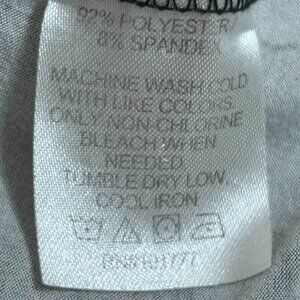 92% POLYESTER/
8% SPANDEX
MACHINE WASH COLD
WITH LIKE COLORS.
ONLY NON-CHLORINE
BLEACH WHEN
NEEDED.
TUMBLE DRY LOW.
COOL IRON